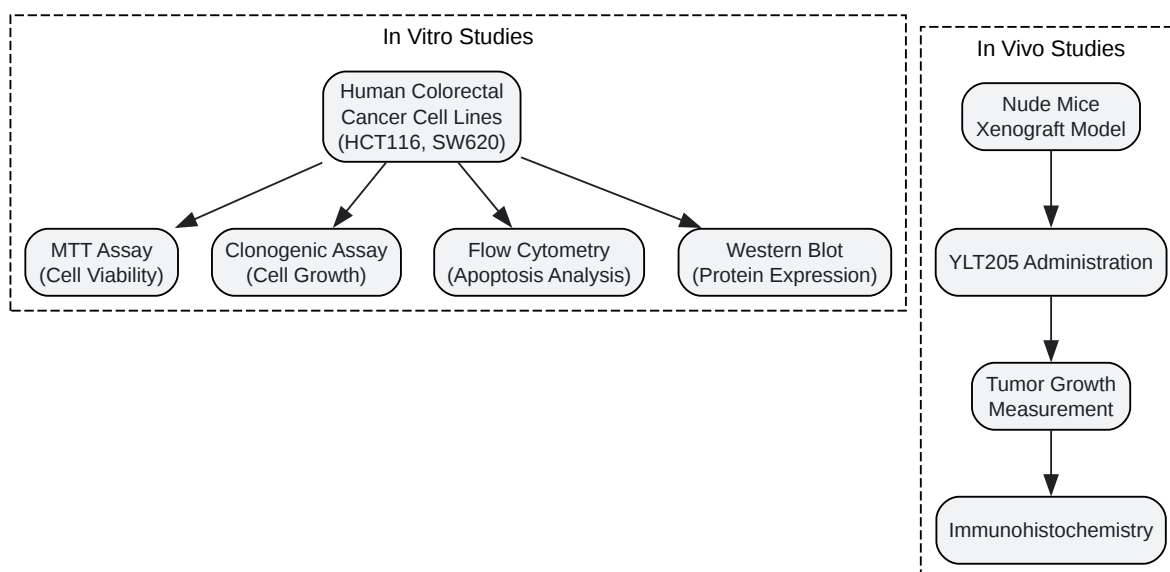 In Vitro Studies
Human Colorectal
Cancer Cell Lines
(HCT116, SW620)
MTT Assay
(Cell Viability)
Clonogenic Assay
(Cell Growth)
Flow Cytometry
(Apoptosis Analysis)
Western Blot
(Protein Expression)
In Vivo Studies
Nude Mice
Xenograft Model
YLT205 Administration
Tumor Growth
Measurement
Immunohistochemistry